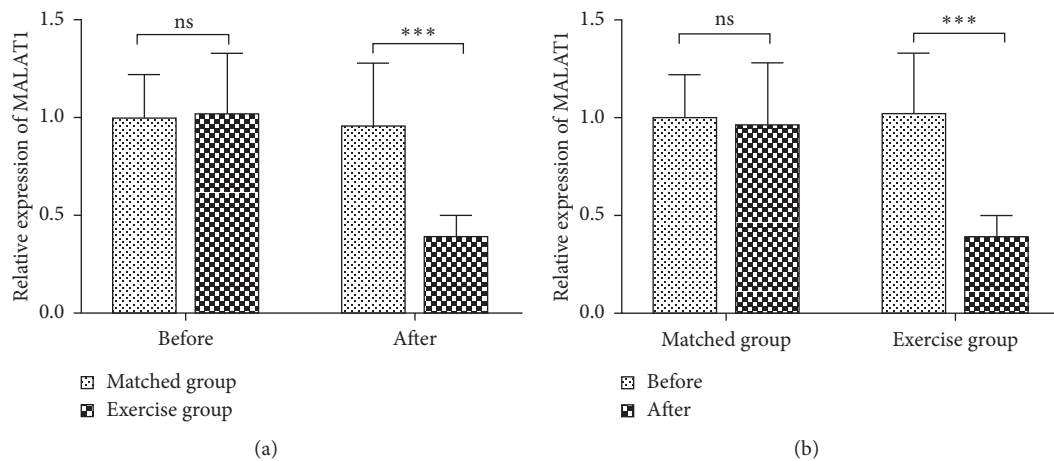 Relative expression of MALAT1
1.5
1.0
0.5
0.0
ns
***
Before
After
Matched group
Exercise group
(a)
Relative expression of MALAT1
1.5
1.0
0.5
0.0
ns
***
Matched group
Exercise group
Before
After
(b)